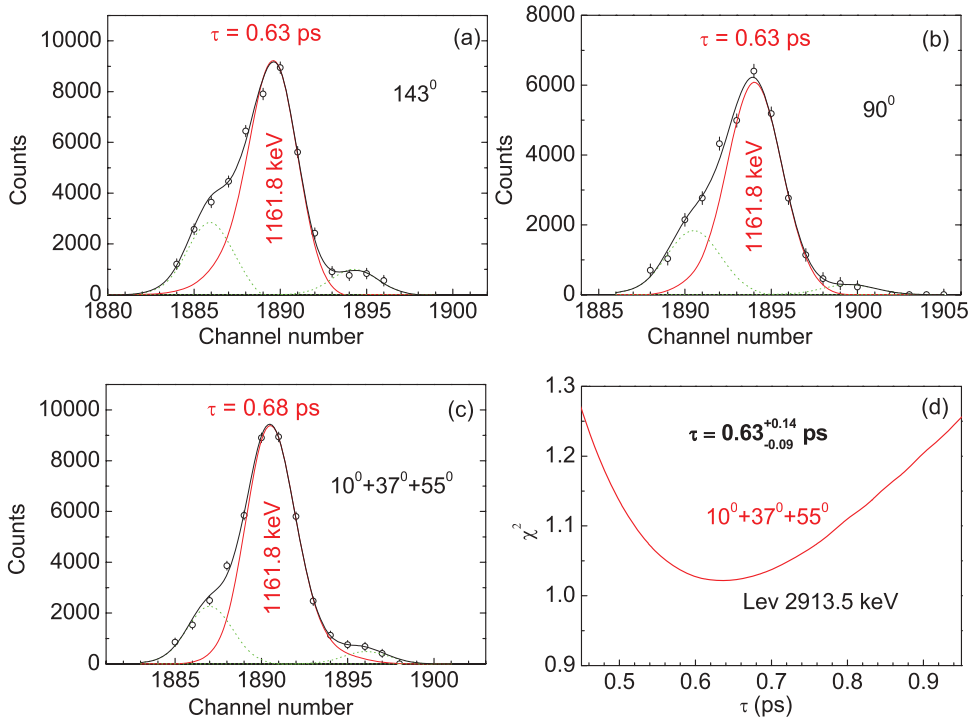 (a)
τ = 0.63 ps
143⁰
1161.8 keV
Counts
10000
8000
6000
4000
2000
0
1880 1885 1890 1895 1900
Channel number
(b)
τ = 0.63 ps
90⁰
1161.8 keV
Counts
8000
6000
4000
2000
0
1885 1890 1895 1900 1905
Channel number
(c)
τ = 0.68 ps
10⁰+37⁰+55⁰
1161.8 keV
Counts
10000
8000
6000
4000
2000
0
1885 1890 1895 1900
Channel number
(d)
τ = 0.63 +0.14 -0.09 ps
10⁰+37⁰+55⁰
Lev 2913.5 keV
χ²
1.3
1.2
1.1
1.0
0.9
0.5 0.6 0.7 0.8 0.9
τ (ps)